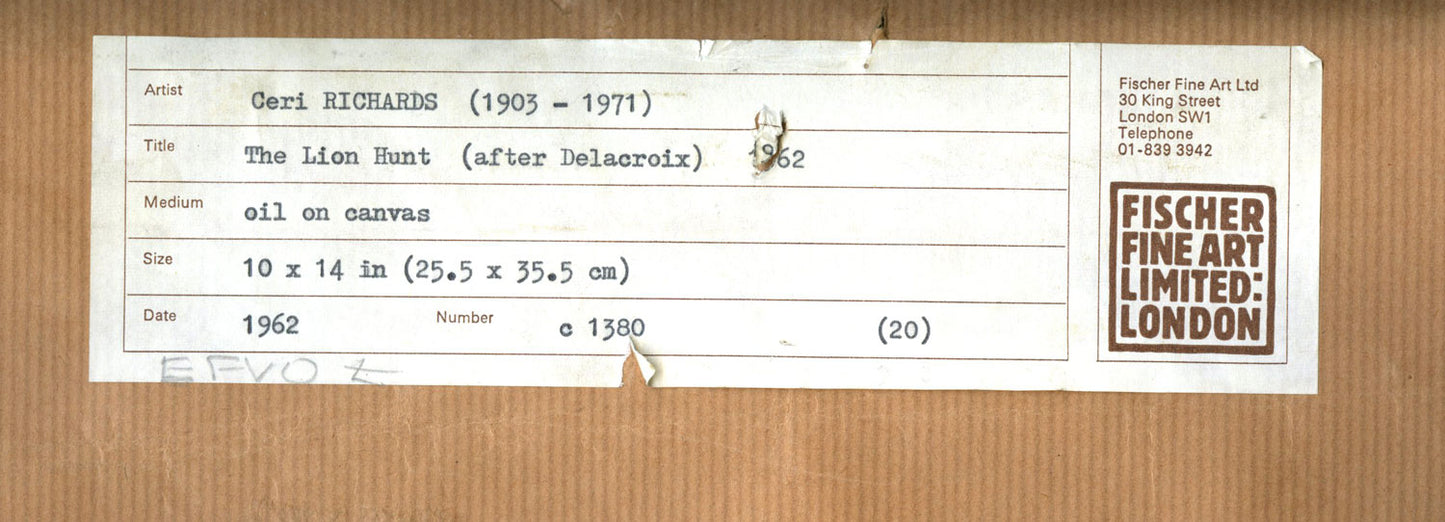 Artist Ceri RICHARDS (1903 - 1971)
Title The Lion Hunt (after Delacroix) 1962
Medium oil on canvas
Size 10 x 14 in (25.5 x 35.5 cm)
Date 1962 Number c 1380 (20)
Fischer Fine Art Ltd
30 King Street
London SW1
Telephone
01-839 3942
FISCHER
FINE ART
LIMITED:
LONDON